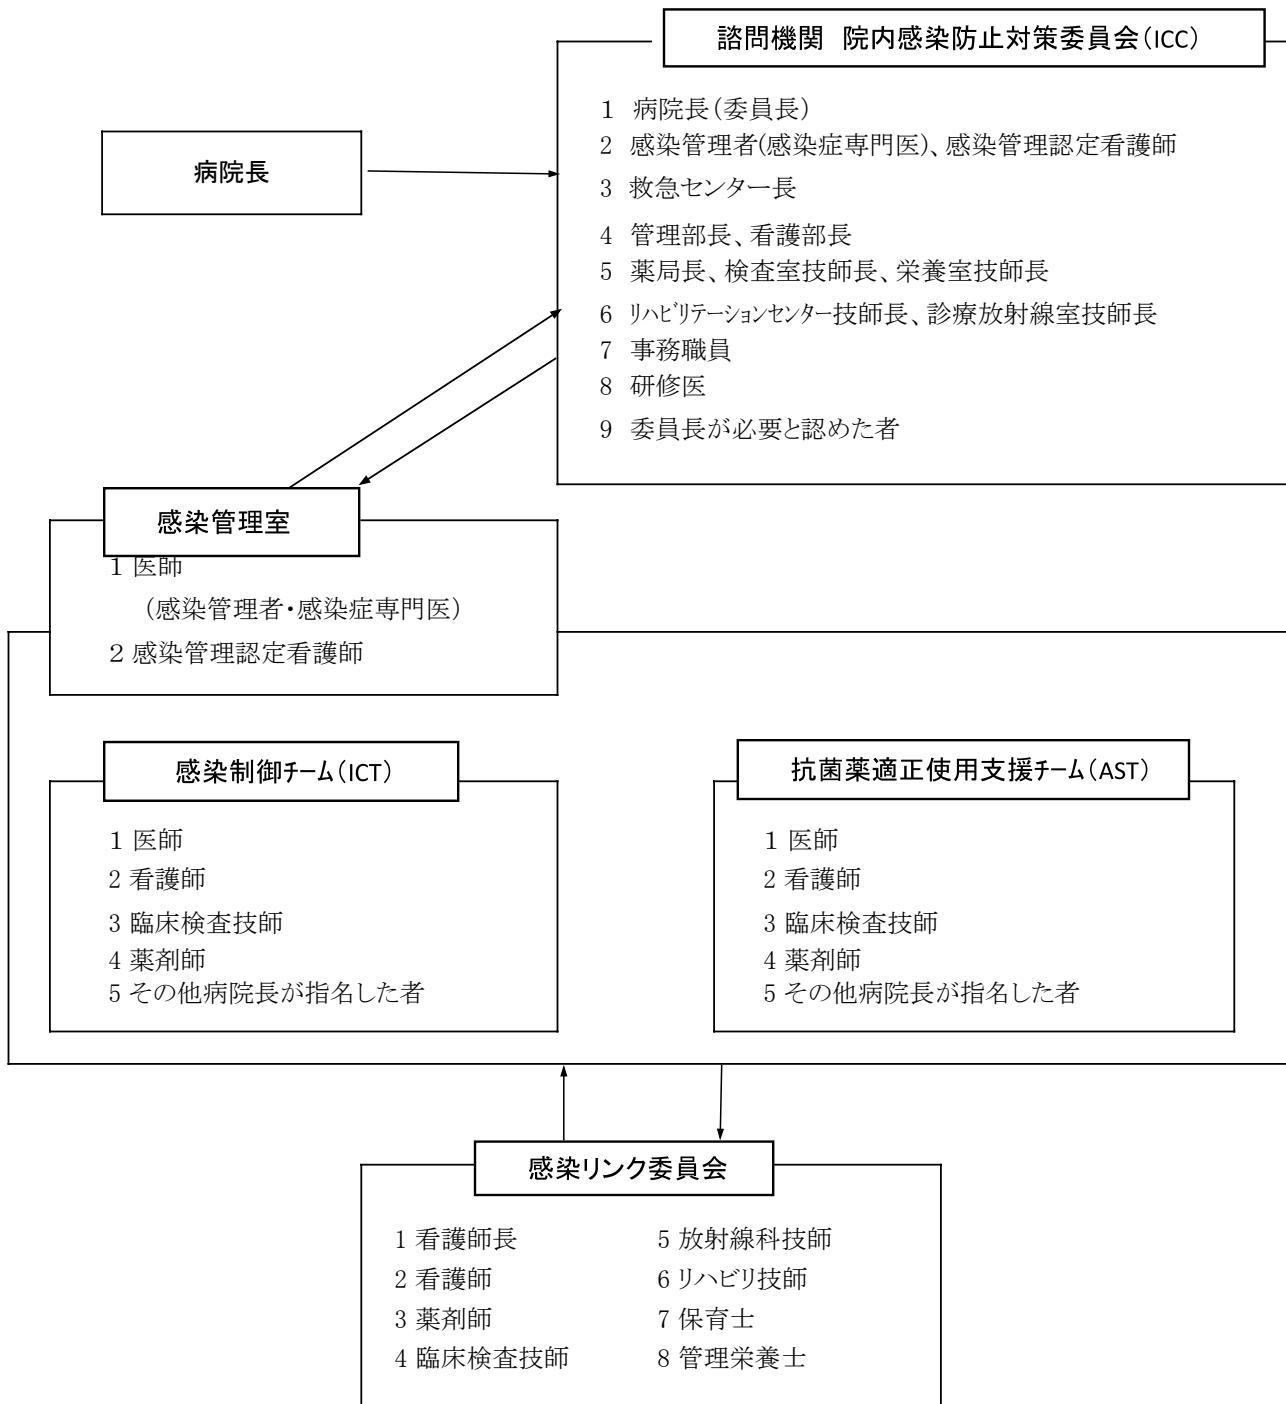 諮問機関　院内感染防止対策委員会（ICC）
1 病院長（委員長）
2 感染管理者(感染症専門医)、感染管理認定看護師
3 救急センター長
4 管理部長、看護部長
5 薬局長、検査室技師長、栄養室技師長
6 ﾘﾊﾋﾞﾘﾃｰｼｮﾝｾﾝﾀｰ技師長、診療放射線室技師長
7 事務職員
8 研修医
9 委員長が必要と認めた者
病院長
感染管理室
1 医師
（感染管理者・感染症専門医）
2 感染管理認定看護師
感染制御ﾁｰﾑ（ICT）
1 医師
2 看護師
3 臨床検査技師
4 薬剤師
5 その他病院長が指名した者
抗菌薬適正使用支援ﾁｰﾑ（AST）
1 医師
2 看護師
3 臨床検査技師
4 薬剤師
5 その他病院長が指名した者
感染リンク委員会
1 看護師長
2 看護師
3 薬剤師
4 臨床検査技師
5 放射線科技師
6 リハビリ技師
7 保育士
8 管理栄養士